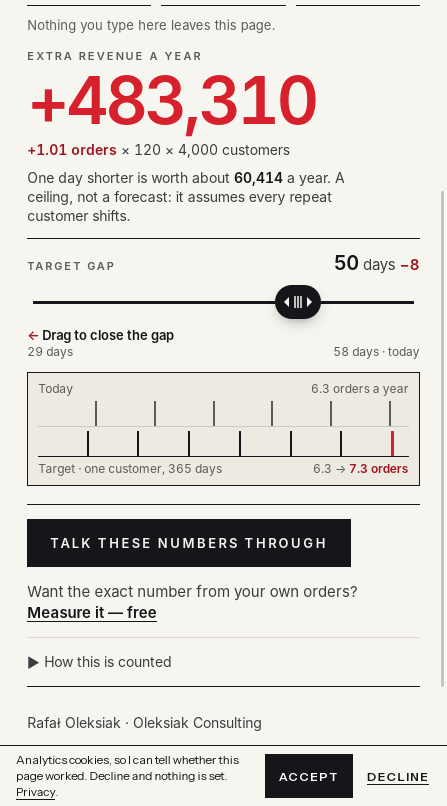 Nothing you type here leaves this page.
EXTRA REVENUE A YEAR
+483,310
+1.01 orders × 120 × 4,000 customers
One day shorter is worth about 60,414 a year. A
ceiling, not a forecast: it assumes every repeat
customer shifts.
TARGET GAP
50 days −8
← Drag to close the gap
29 days
58 days · today
Today
6.3 orders a year
Target · one customer, 365 days
6.3 → 7.3 orders
TALK THESE NUMBERS THROUGH
Want the exact number from your own orders?
Measure it — free
▶ How this is counted
Rafał Oleksiak · Oleksiak Consulting
Analytics cookies, so I can tell whether this
page worked. Decline and nothing is set.
Privacy.
ACCEPT
DECLINE